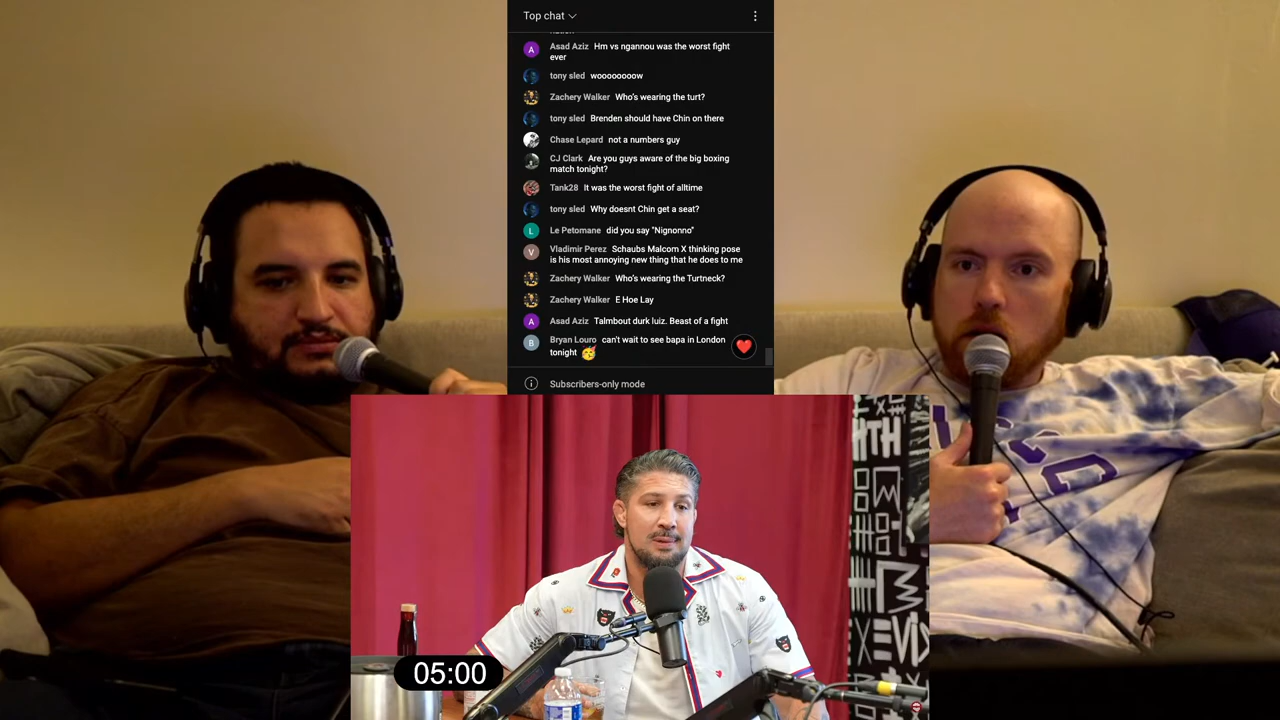 Top chat
Asad Aziz Hm vs ngannou was the worst fight
ever
tony sled woooooooow
Zachery Walker Who's wearing the turt?
tony sled Brenden should have Chin on there
Chase Lepard not a numbers guy
CJ Clark Are you guys aware of the big boxing
match tonight?
Tank28 It was the worst fight of alltime
tony sled Why doesnt Chin get a seat?
L Le Petomane did you say "Nignonno"
V Vladimir Perez Schaubs Malcom X thinking pose
is his most annoying new thing that he does to me
Zachery Walker Who's wearing the Turtneck?
Zachery Walker E Hoe Lay
A Asad Aziz Talmbout durk luiz. Beast of a fight
B Bryan Louro can't wait to see bapa in London
tonight 🥳
Subscribers-only mode
05:00